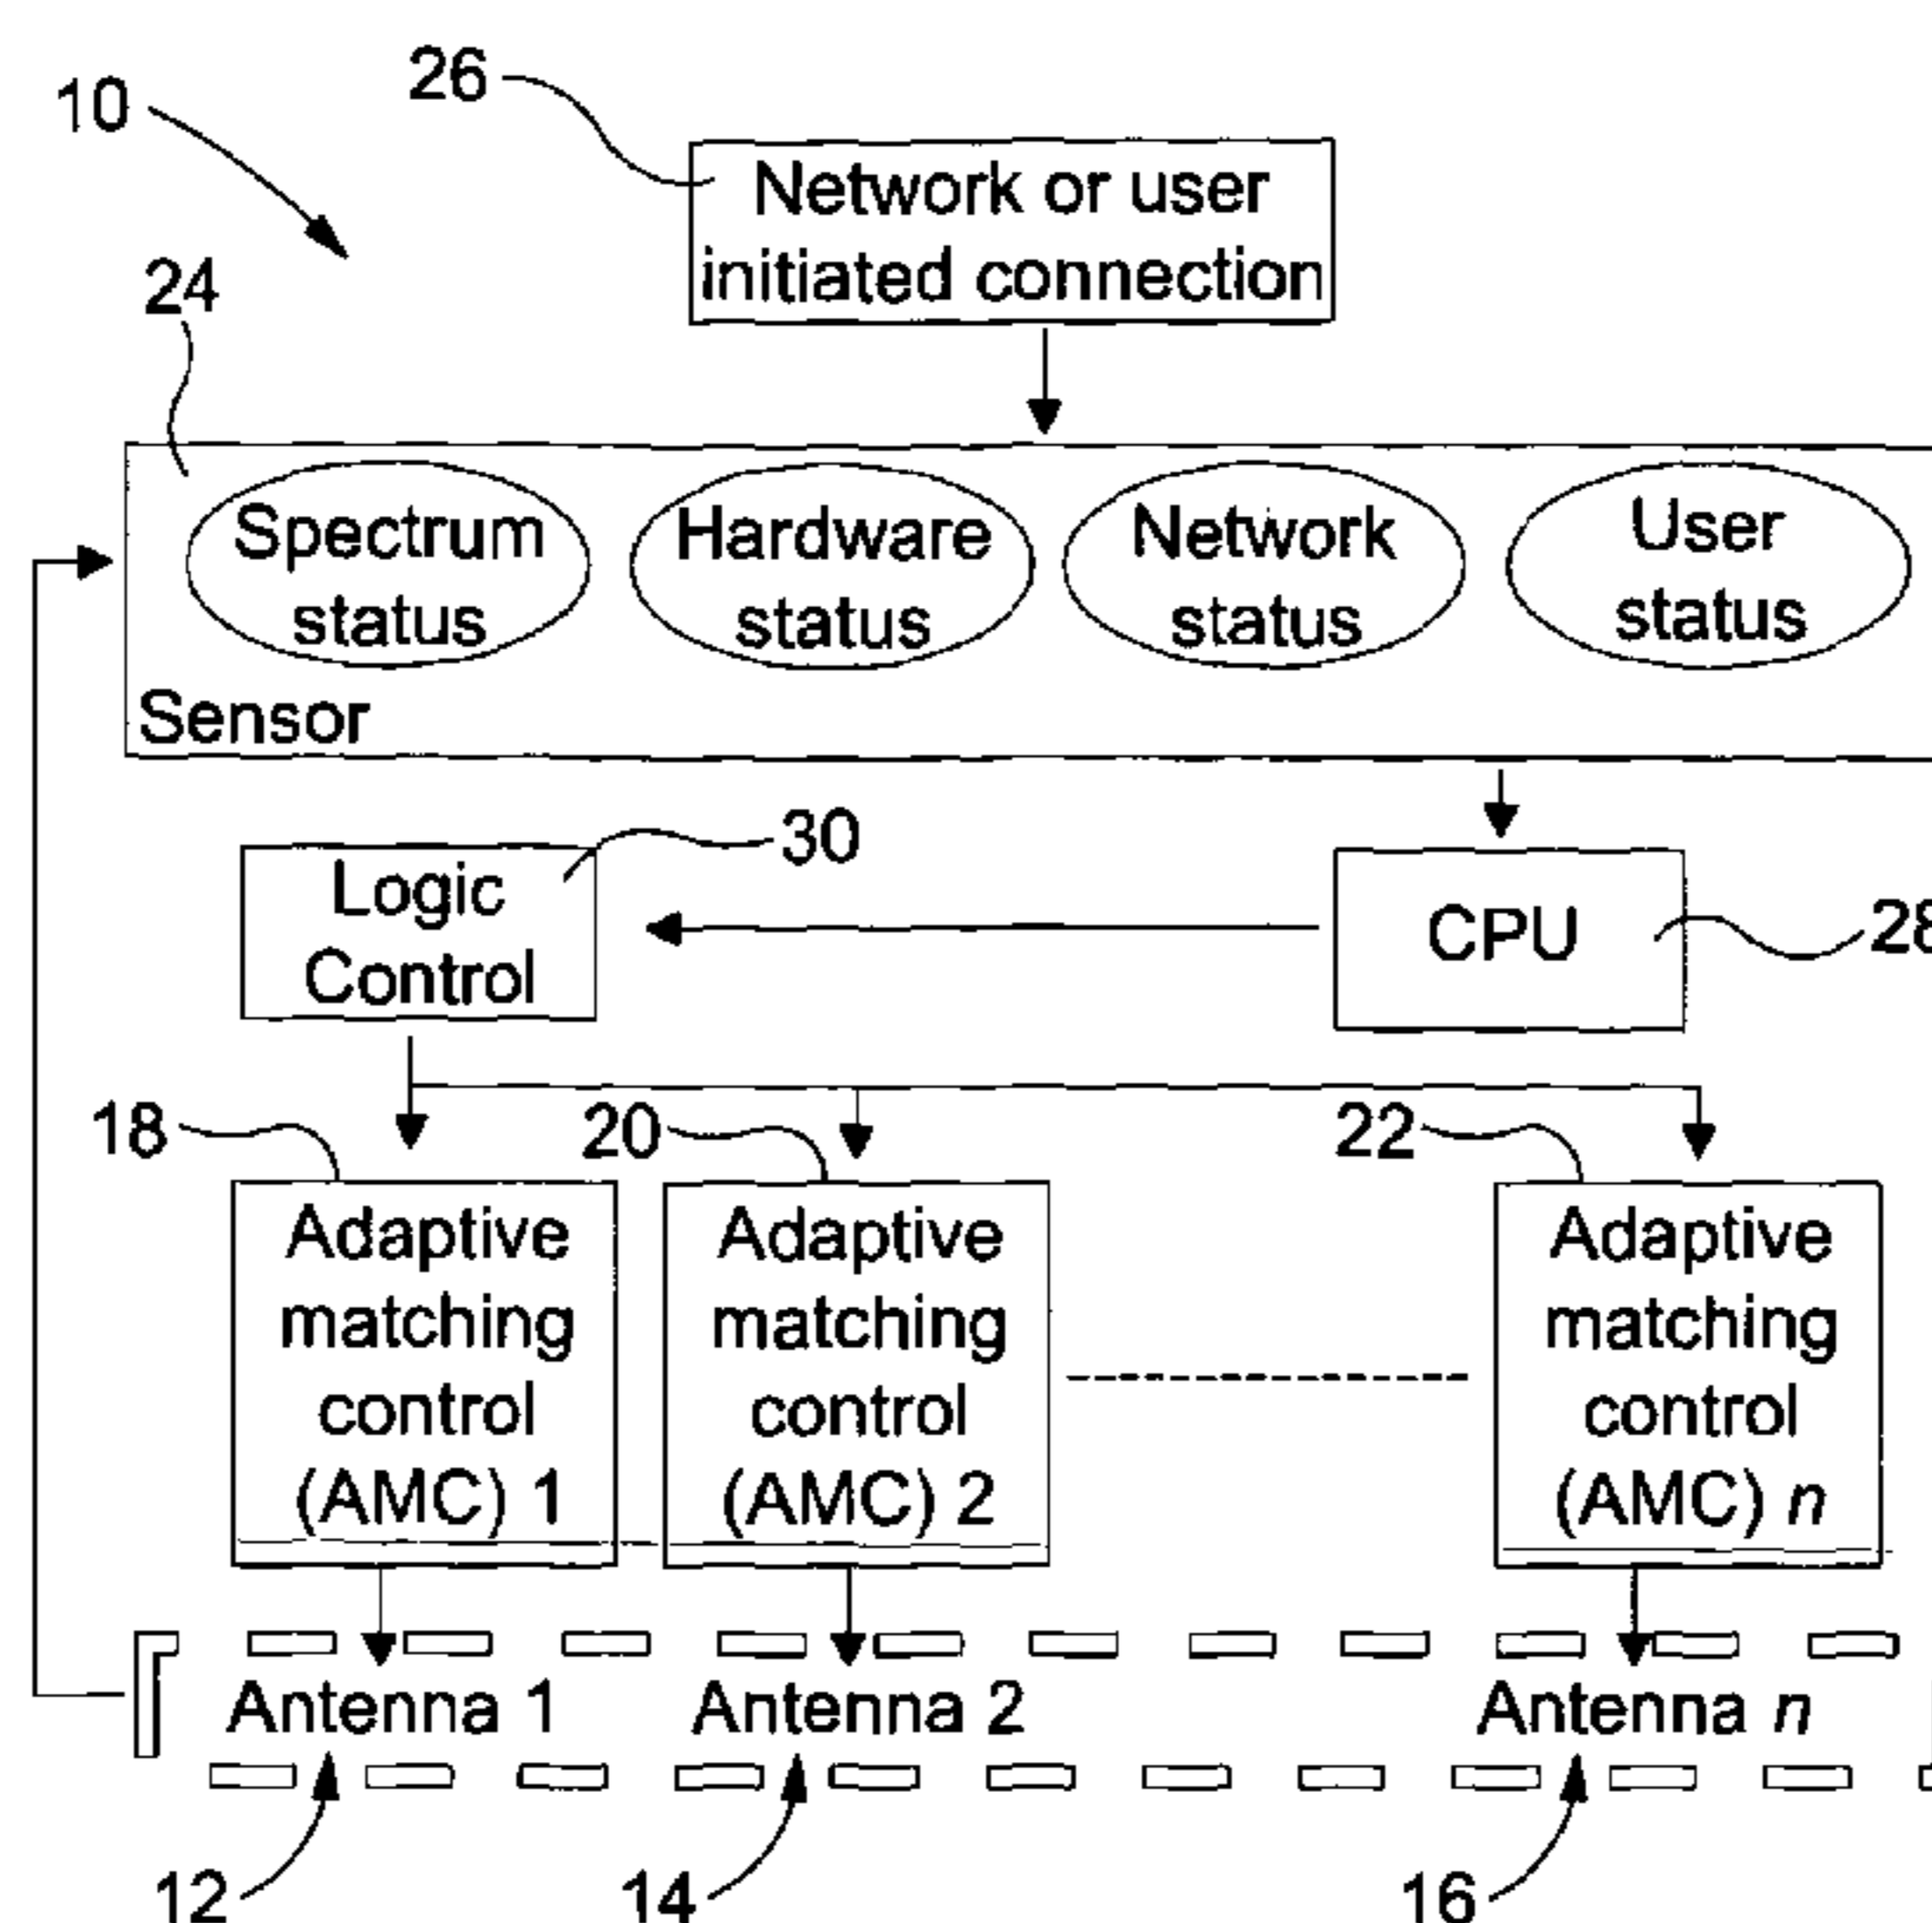 26
10
Network or user
initiated connection
24
Spectrum
status
Hardware
status
Network
status
User
status
Sensor
30
Logic
Control
CPU
28
18
20
22
Adaptive
matching
control
(AMC) 1
Adaptive
matching
control
(AMC) 2
Adaptive
matching
control
(AMC) n
Antenna 1
Antenna 2
Antenna n
12
14
16